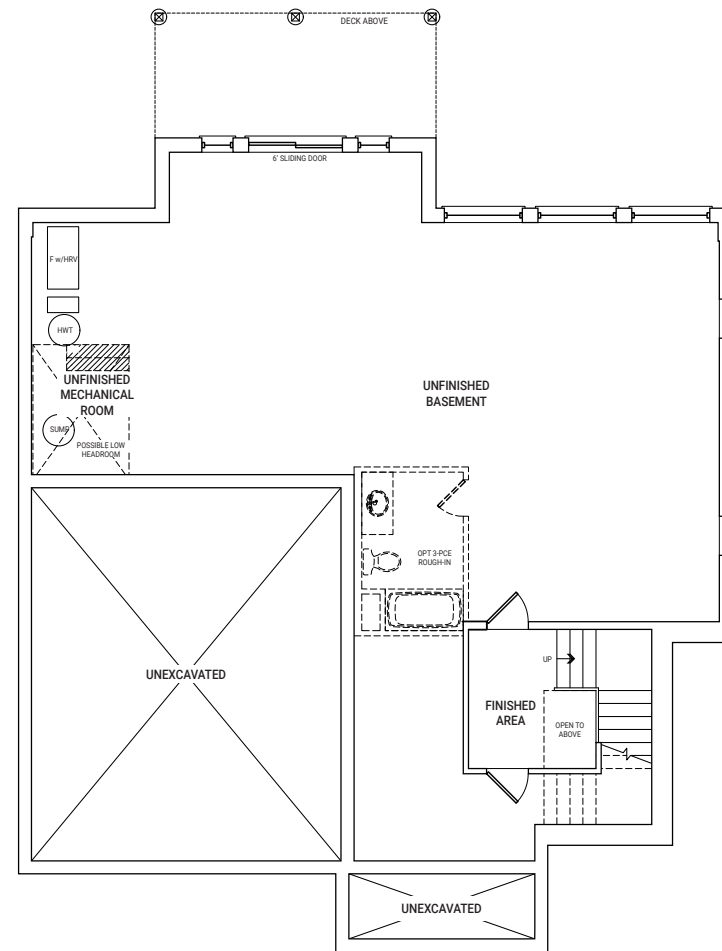 DECK ABOVE
6' SLIDING DOOR
F w/HRV
HWT
UNFINISHED
MECHANICAL
ROOM
SUMP
POSSIBLE LOW
HEADROOM
UNFINISHED
BASEMENT
OPT 3-PCE
ROUGH-IN
UP
UNEXCAVATED
FINISHED
AREA
OPEN TO
ABOVE
UNEXCAVATED